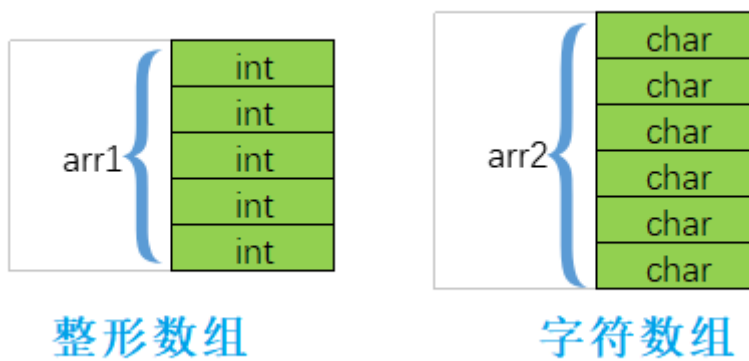 int
int
arr1
int
int
int
整形数组
char
char
char
arr2
char
char
char
字符数组